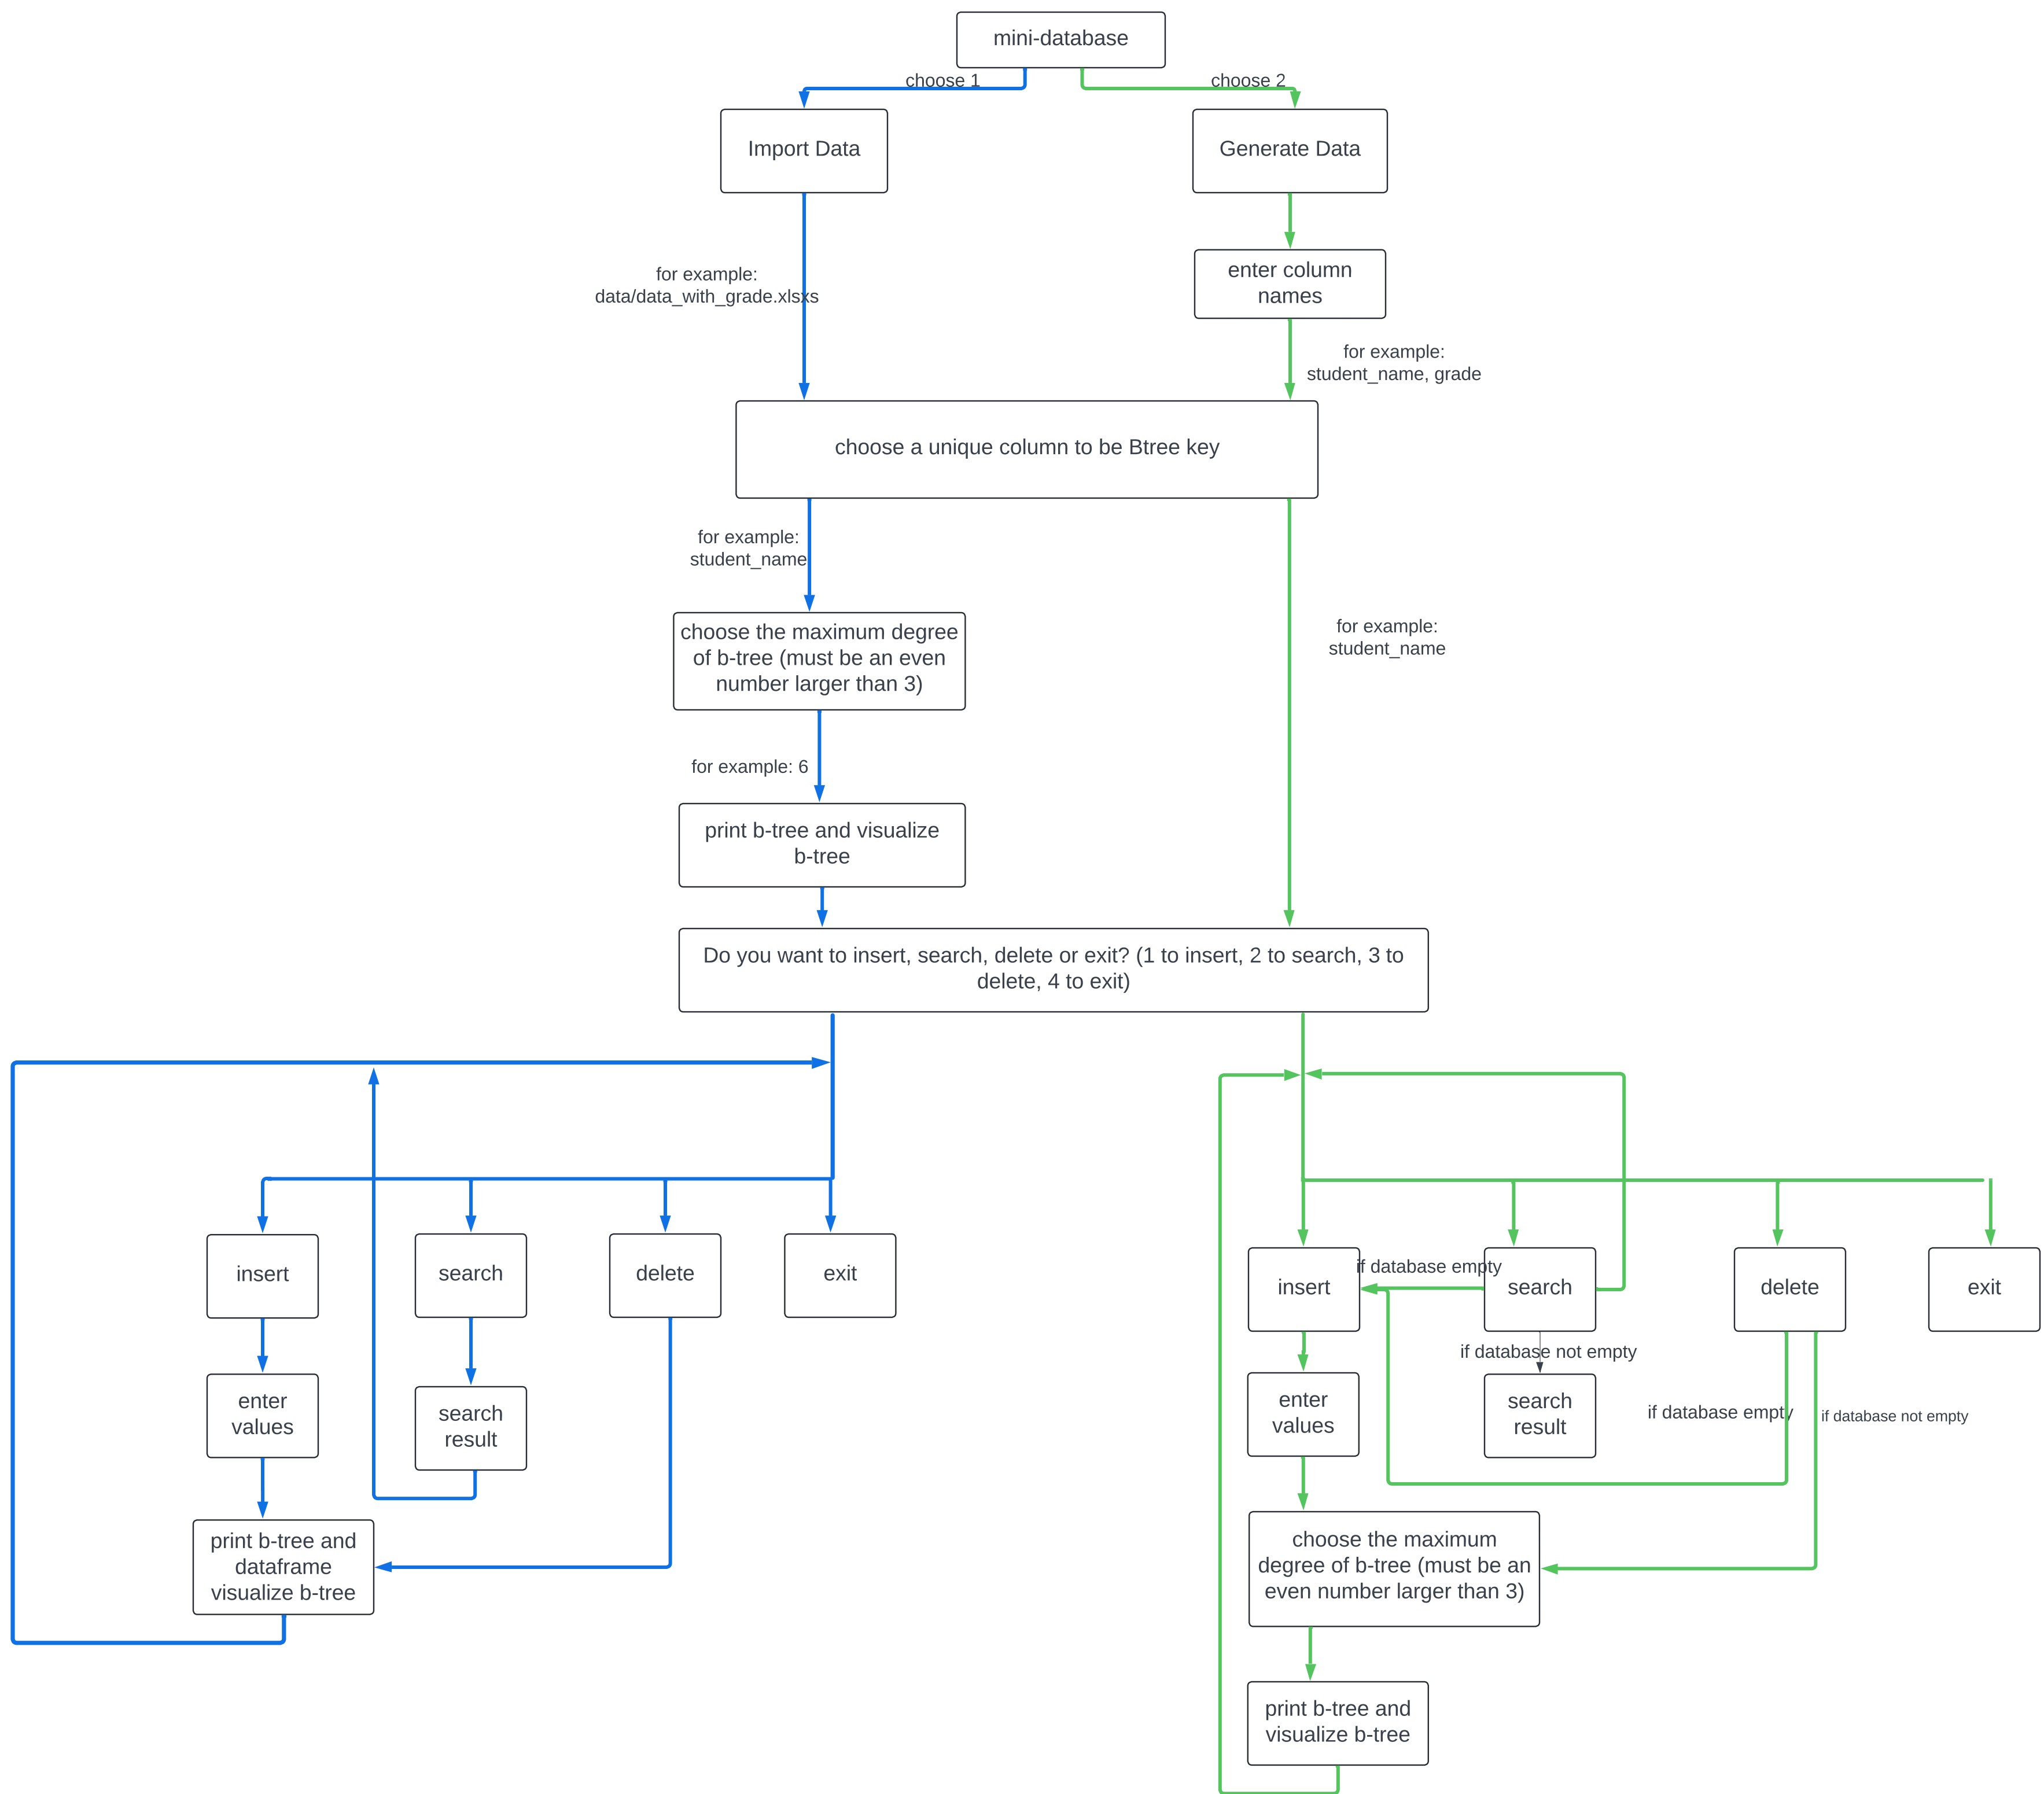 mini-database
choose 1
choose 2
Import Data
Generate Data
for example:
data/data_with_grade.xlsxs
enter column
names
for example:
student_name, grade
choose a unique column to be Btree key
for example:
student_name
choose the maximum degree
of b-tree (must be an even
number larger than 3)
for example:
student_name
for example: 6
print b-tree and visualize
b-tree
Do you want to insert, search, delete or exit? (1 to insert, 2 to search, 3 to
delete, 4 to exit)
insert
search
delete
exit
enter
values
search
result
print b-tree and
dataframe
visualize b-tree
insert
if database empty
search
delete
exit
if database not empty
enter
values
search
result
if database empty
if database not empty
choose the maximum
degree of b-tree (must be an
even number larger than 3)
print b-tree and
visualize b-tree